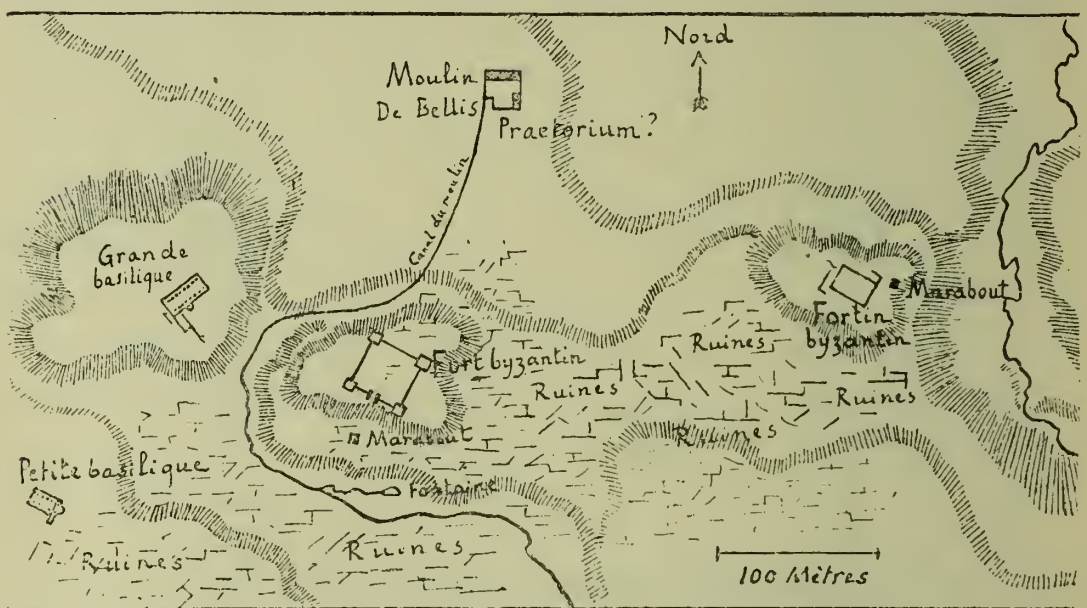 Nord
Moulin
De Bellis
Praetorium?
Canal du moulin
Grande
basilique
Marabout
Fortin
byzantin
Ruines
Fort byzantin
Ruines
Ruines
Ruines
Marabout
Petite basilique
Fontaine
Ruines
Ruines
100 Mètres